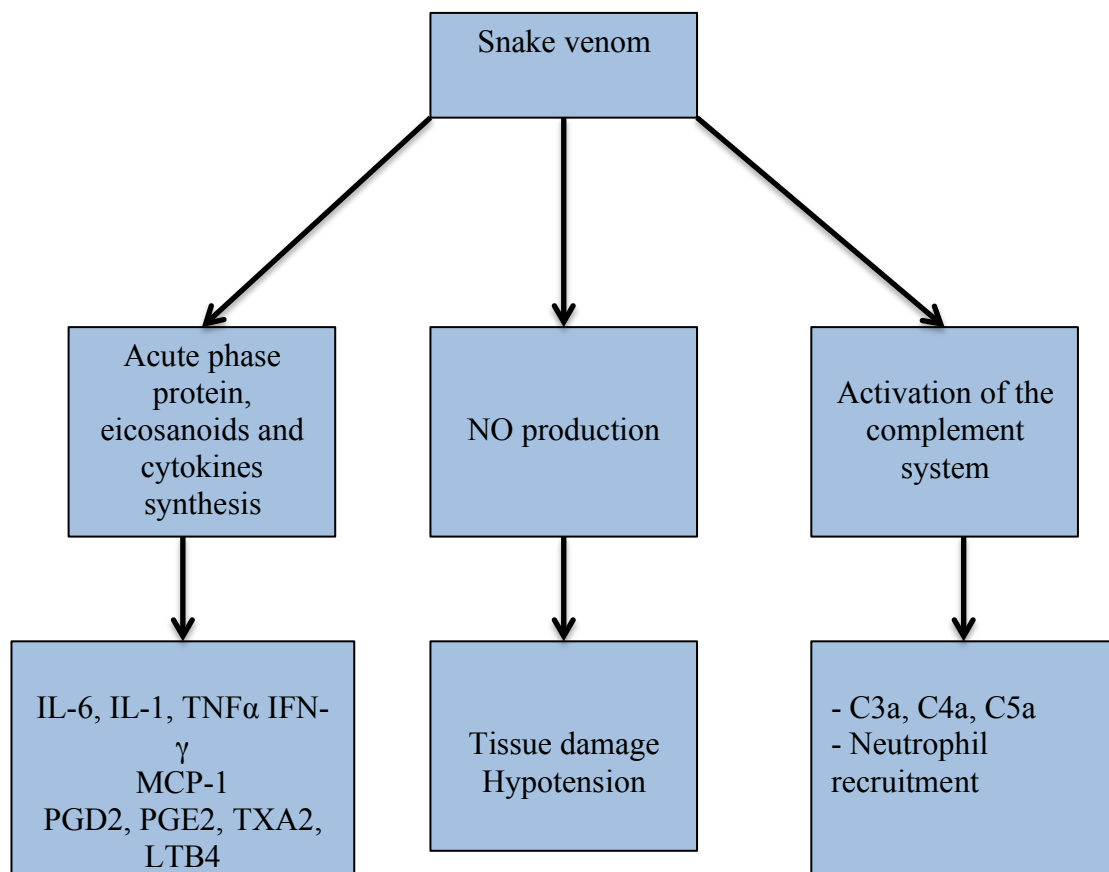 Snake venom
Acute phase
protein,
eicosanoids and
cytokines
synthesis
NO production
Activation of the
complement
system
IL-6, IL-1, TNFα IFN-
γ
MCP-1
PGD2, PGE2, TXA2,
LTB4
Tissue damage
Hypotension
- C3a, C4a, C5a
- Neutrophil
recruitment